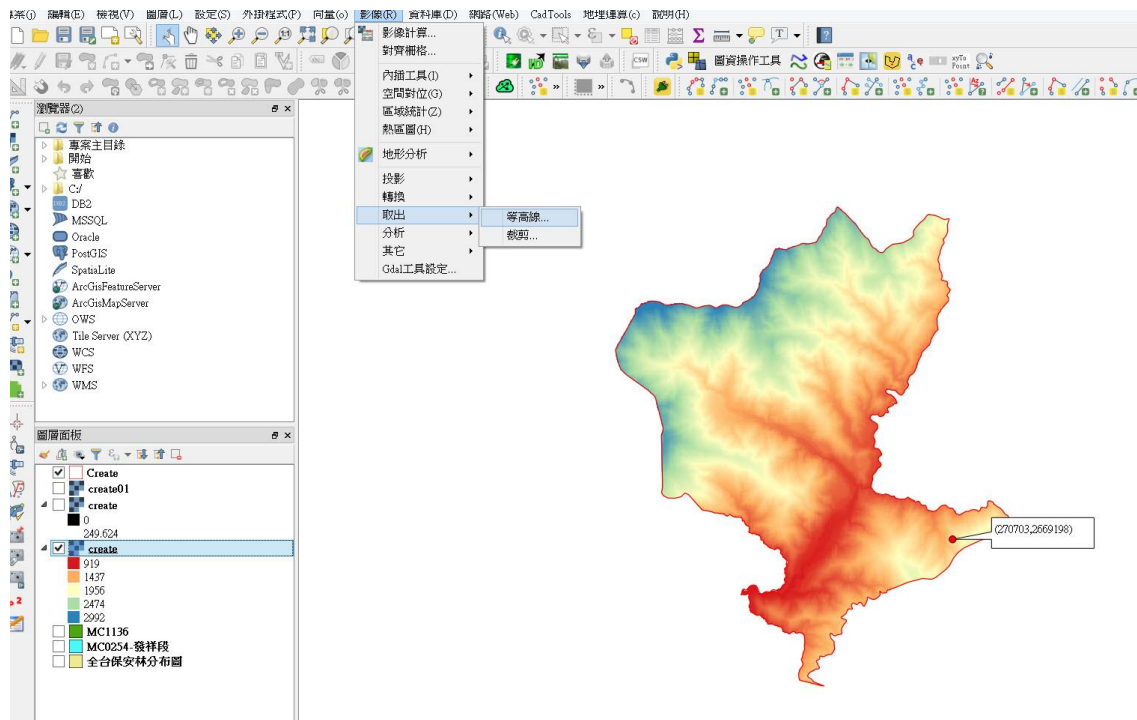 專案(j) 編輯(E) 檢視(V) 圖層(L) 設定(S) 外掛程式(P) 向量(o) 影像(R) 資料庫(D) 網路(Web) CadTools 地理運算(c) 說明(H)
影像計算...
對齊柵格...
內插工具(I)
空間對位(G)
區域統計(Z)
熱區圖(H)
地形分析
投影
轉換
取出
分析
其它
Gdal工具設定...
等高線...
裁剪...
CSW
圖資操作工具
xyTo
Point
瀏覽器(2)
專案主目錄
開始
喜歡
C:/
DB2
MSSQL
Oracle
PostGIS
SpatiaLite
ArcGisFeatureServer
ArcGisMapServer
OWS
Tile Server (XYZ)
WCS
WFS
WMS
圖層面板
Create
create01
create
0
249.624
create
919
1437
1956
2474
2992
MC1136
MC0254-發祥段
全台保安林分布圖
(270703,2669198)